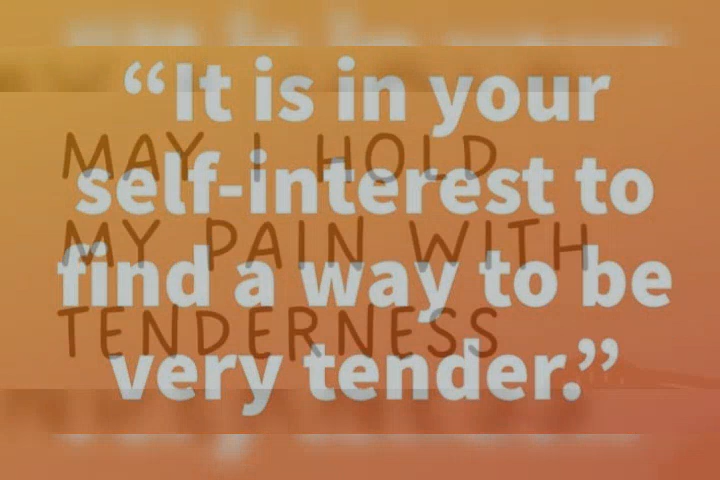 “It is in your
MAY I HOLD
self-interest to
MY PAIN WITH
find a way to be
TENDERNESS
very tender.”